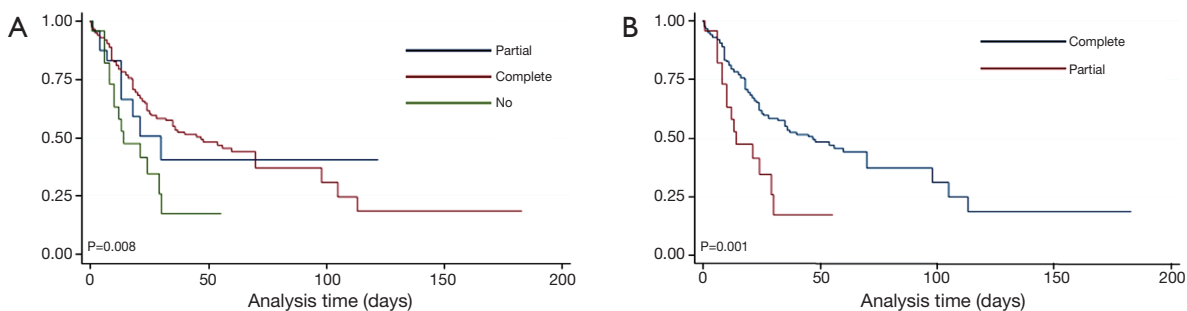 A
1.00
0.75
0.50
0.25
0.00
Partial
Complete
No
P=0.008
0 50 100 150 200
Analysis time (days)
B
1.00
0.75
0.50
0.25
0.00
Complete
Partial
P=0.001
0 50 100 150 200
Analysis time (days)